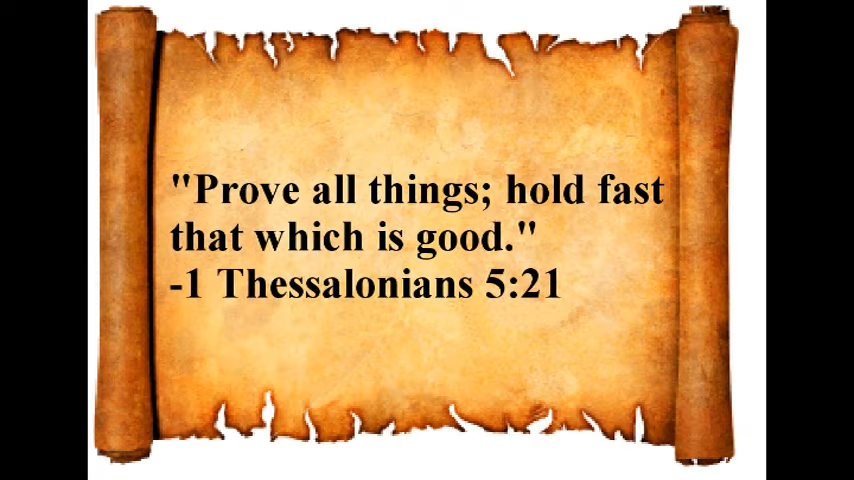 "Prove all things; hold fast
that which is good."
-1 Thessalonians 5:21